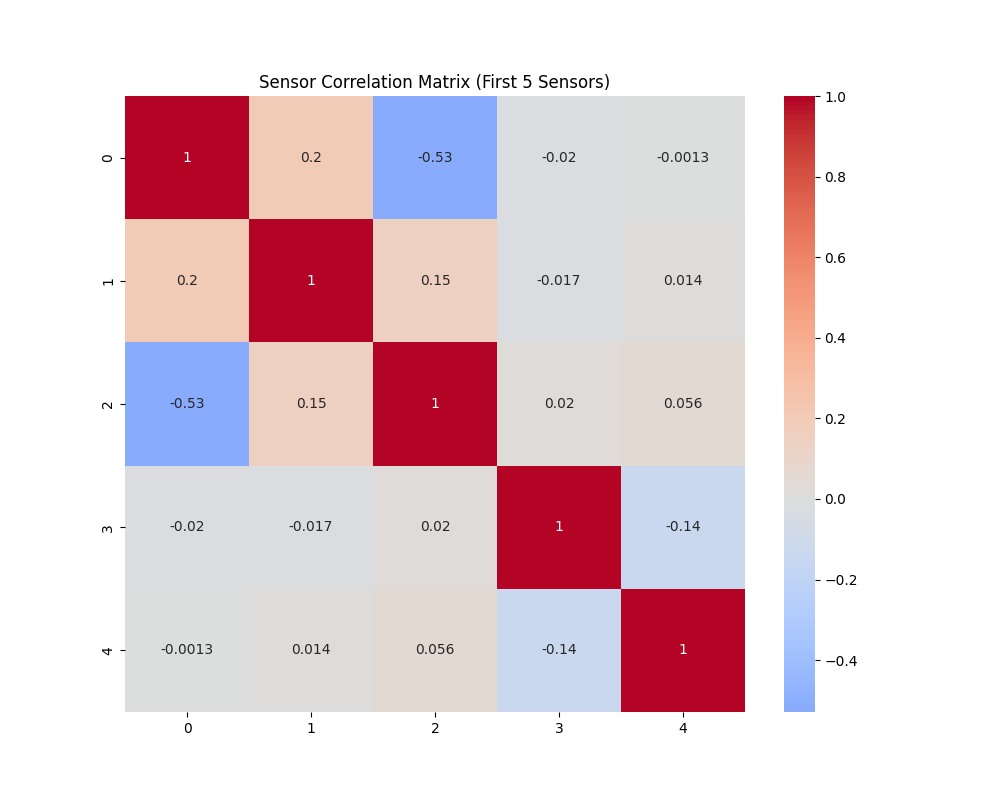 Sensor Correlation Matrix (First 5 Sensors)
0 1 0.2 -0.53 -0.02 -0.0013
1 0.2 1 0.15 -0.017 0.014
2 -0.53 0.15 1 0.02 0.056
3 -0.02 -0.017 0.02 1 -0.14
4 -0.0013 0.014 0.056 -0.14 1
0 1 2 3 4
1.0
0.8
0.6
0.4
0.2
0.0
−0.2
−0.4